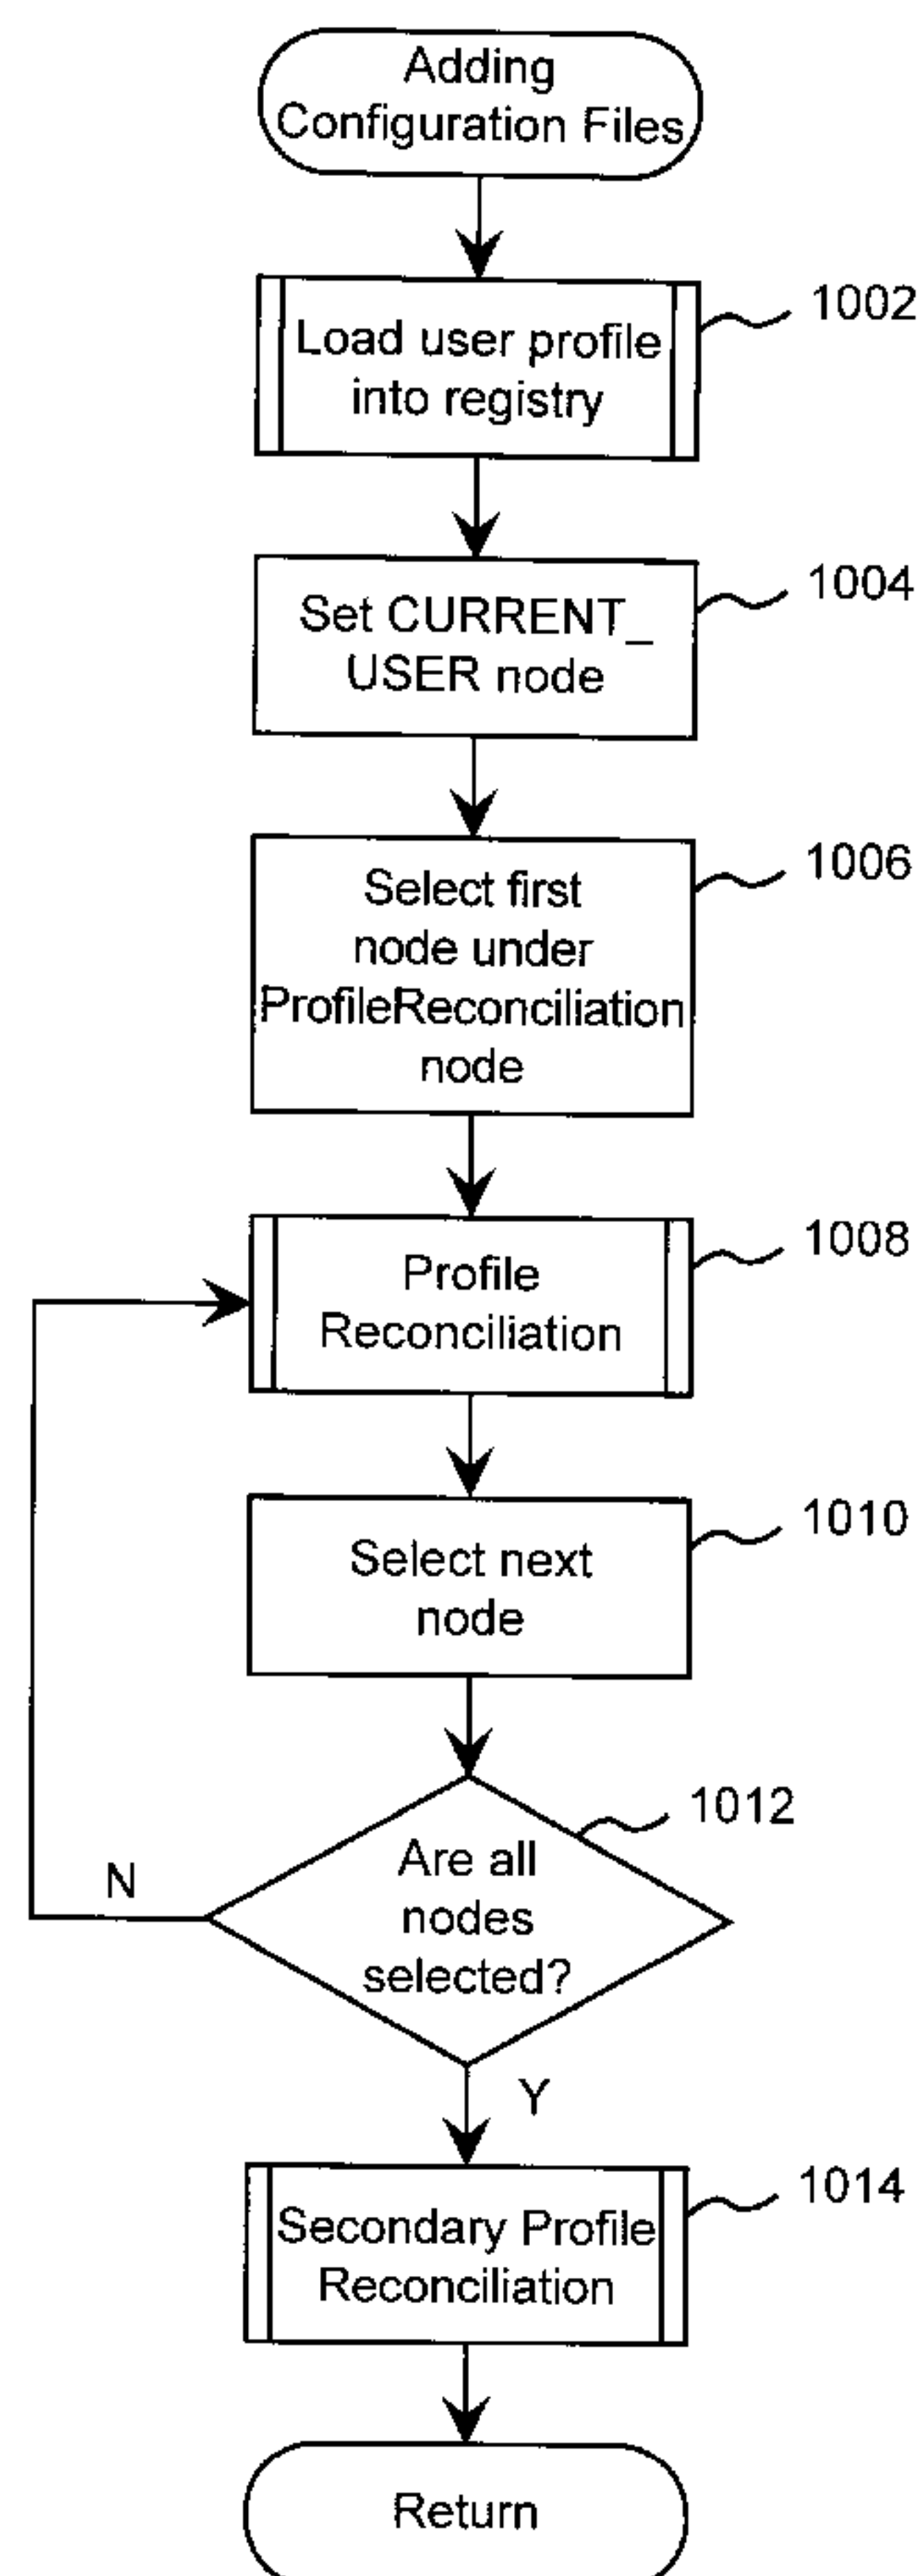 Adding
Configuration Files
Load user profile
into registry
1002
Set CURRENT_
USER node
1004
Select first
node under
ProfileReconciliation
node
1006
Profile
Reconciliation
1008
Select next
node
1010
Are all
nodes
selected?
1012
N
Y
Secondary Profile
Reconciliation
1014
Return